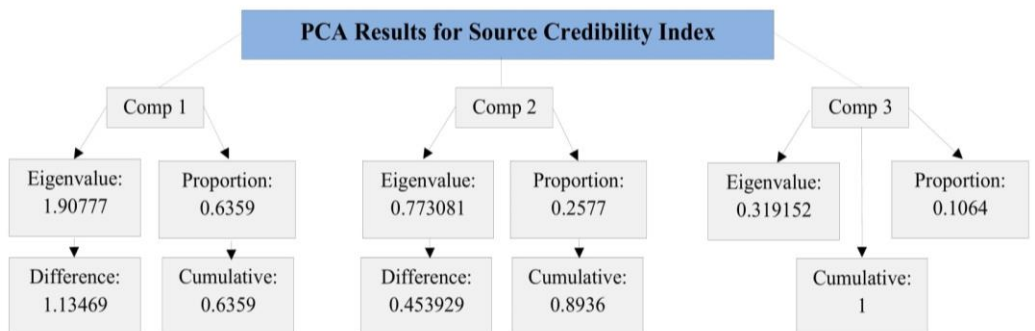 PCA Results for Source Credibility Index
Comp 1
Comp 2
Comp 3
Eigenvalue:
1.90777
Proportion:
0.6359
Eigenvalue:
0.773081
Proportion:
0.2577
Eigenvalue:
0.319152
Proportion:
0.1064
Difference:
1.13469
Cumulative:
0.6359
Difference:
0.453929
Cumulative:
0.8936
Cumulative:
1